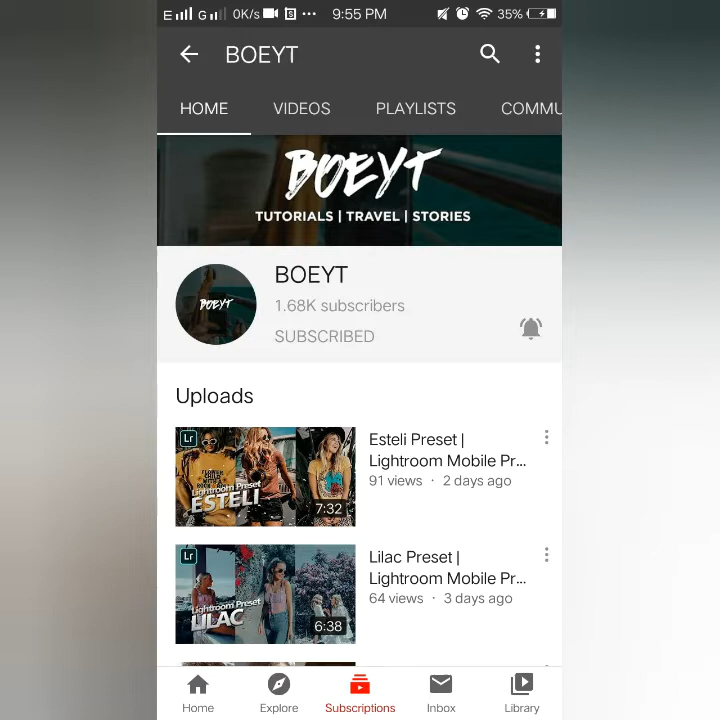 E G 0K/s 9:55 PM 35%
BOEYT
HOME VIDEOS PLAYLISTS COMMU
BOEYT
TUTORIALS | TRAVEL | STORIES
BOEYT
BOEYT
1.68K subscribers
SUBSCRIBED
Uploads
Lr
FLOWER
CHILD
WITH A
Lightroom Preset
ESTELI
7:32
Esteli Preset |
Lightroom Mobile Pr...
91 views · 2 days ago
Lr
Lightroom Preset
LILAC
6:38
Lilac Preset |
Lightroom Mobile Pr...
64 views · 3 days ago
Home Explore Subscriptions Inbox Library